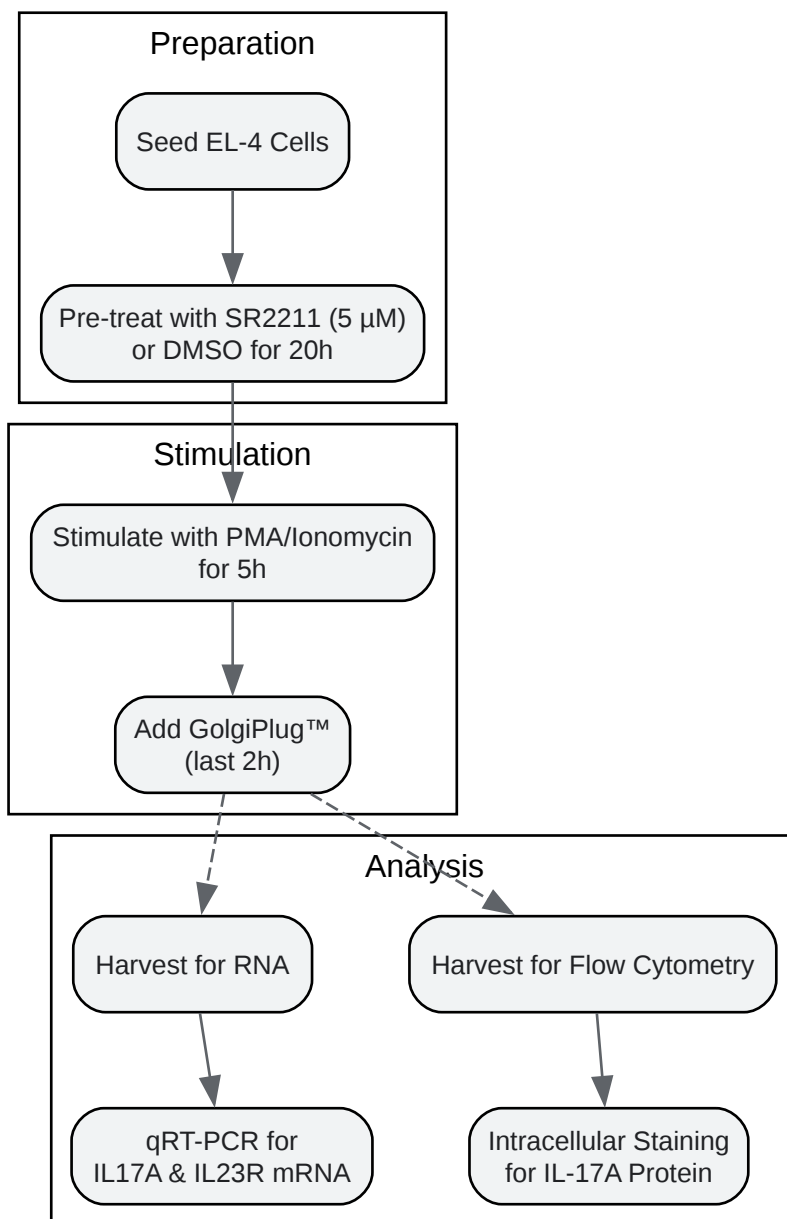 Preparation
Seed EL-4 Cells
Pre-treat with SR2211 (5 µM)
or DMSO for 20h
Stimulation
Stimulate with PMA/Ionomycin
for 5h
Add GolgiPlug™
(last 2h)
Analysis
Harvest for RNA
Harvest for Flow Cytometry
qRT-PCR for
IL17A & IL23R mRNA
Intracellular Staining
for IL-17A Protein